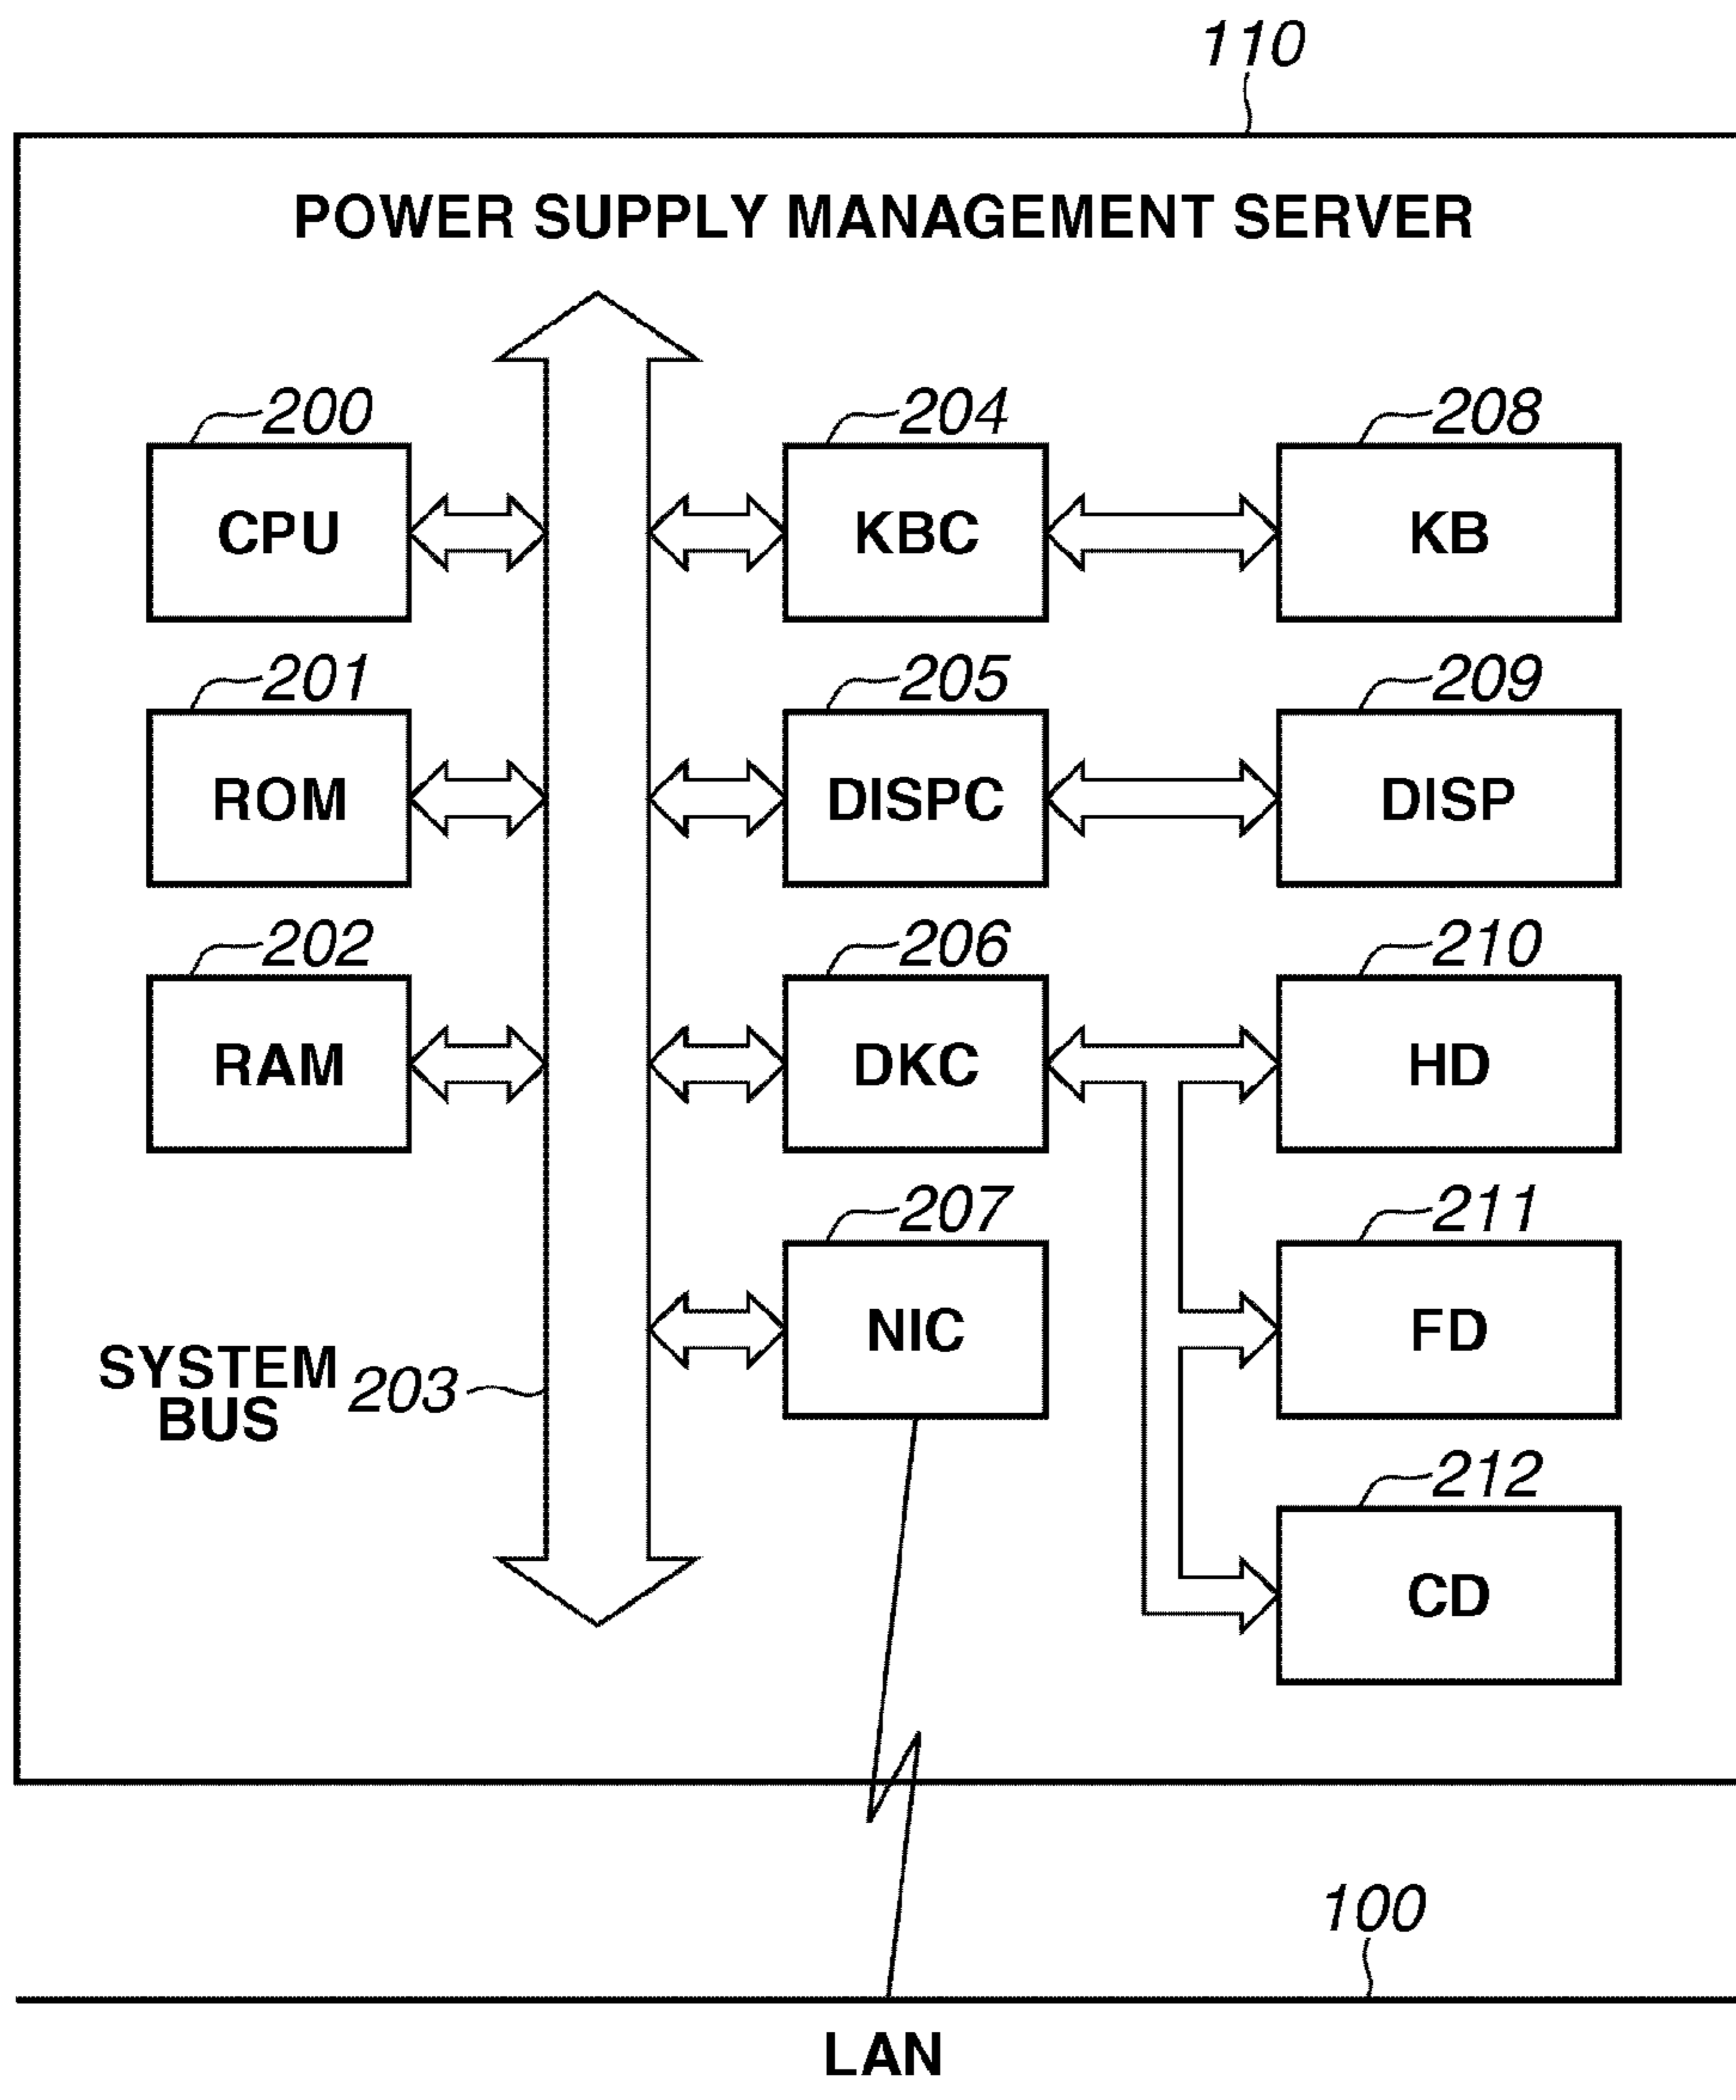 110
POWER SUPPLY MANAGEMENT SERVER
200
CPU
204
KBC
208
KB
201
ROM
205
DISPC
209
DISP
202
RAM
206
DKC
210
HD
207
NIC
211
FD
SYSTEM
BUS
203
212
CD
100
LAN